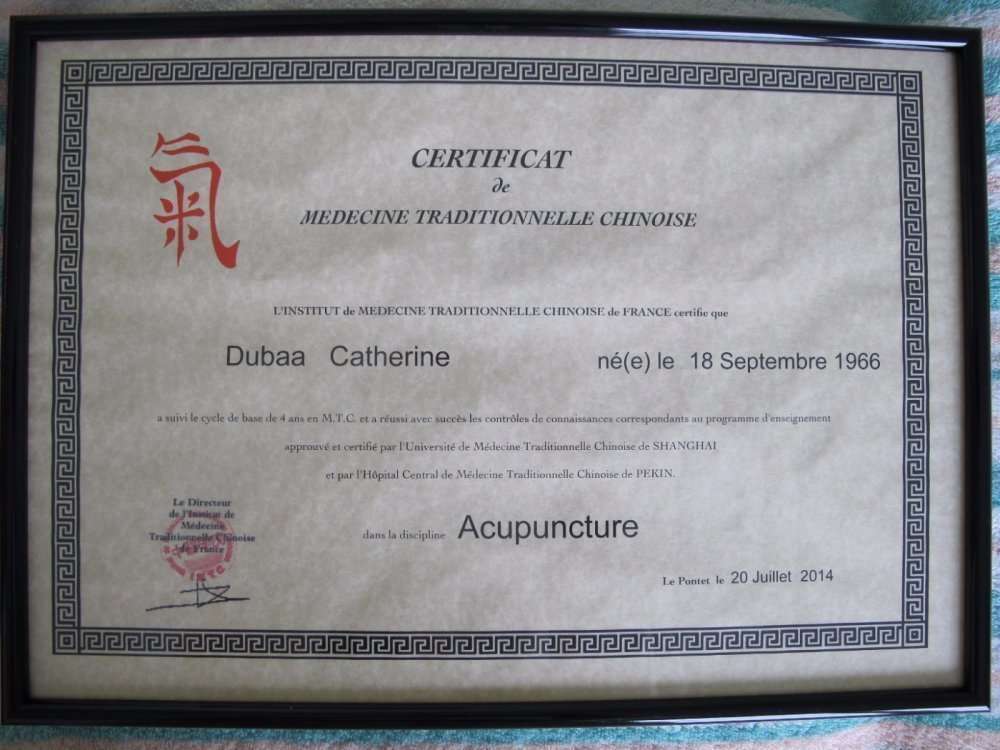 氣
CERTIFICAT
de
MEDECINE TRADITIONNELLE CHINOISE
L'INSTITUT de MEDECINE TRADITIONNELLE CHINOISE de FRANCE certifie que
Dubaa Catherine né(e) le 18 Septembre 1966
a suivi le cycle de base de 4 ans en M.T.C. et a réussi avec succès les contrôles de connaissances correspondants au programme d'enseignement
approuvé et certifié par l'Université de Médecine Traditionnelle Chinoise de SHANGHAI
et par l'Hôpital Central de Médecine Traditionnelle Chinoise de PEKIN.
dans la discipline Acupuncture
Le Directeur
de l'Institut de
Médecine
Traditionnelle Chinoise
de France
Le Pontet le 20 Juillet 2014